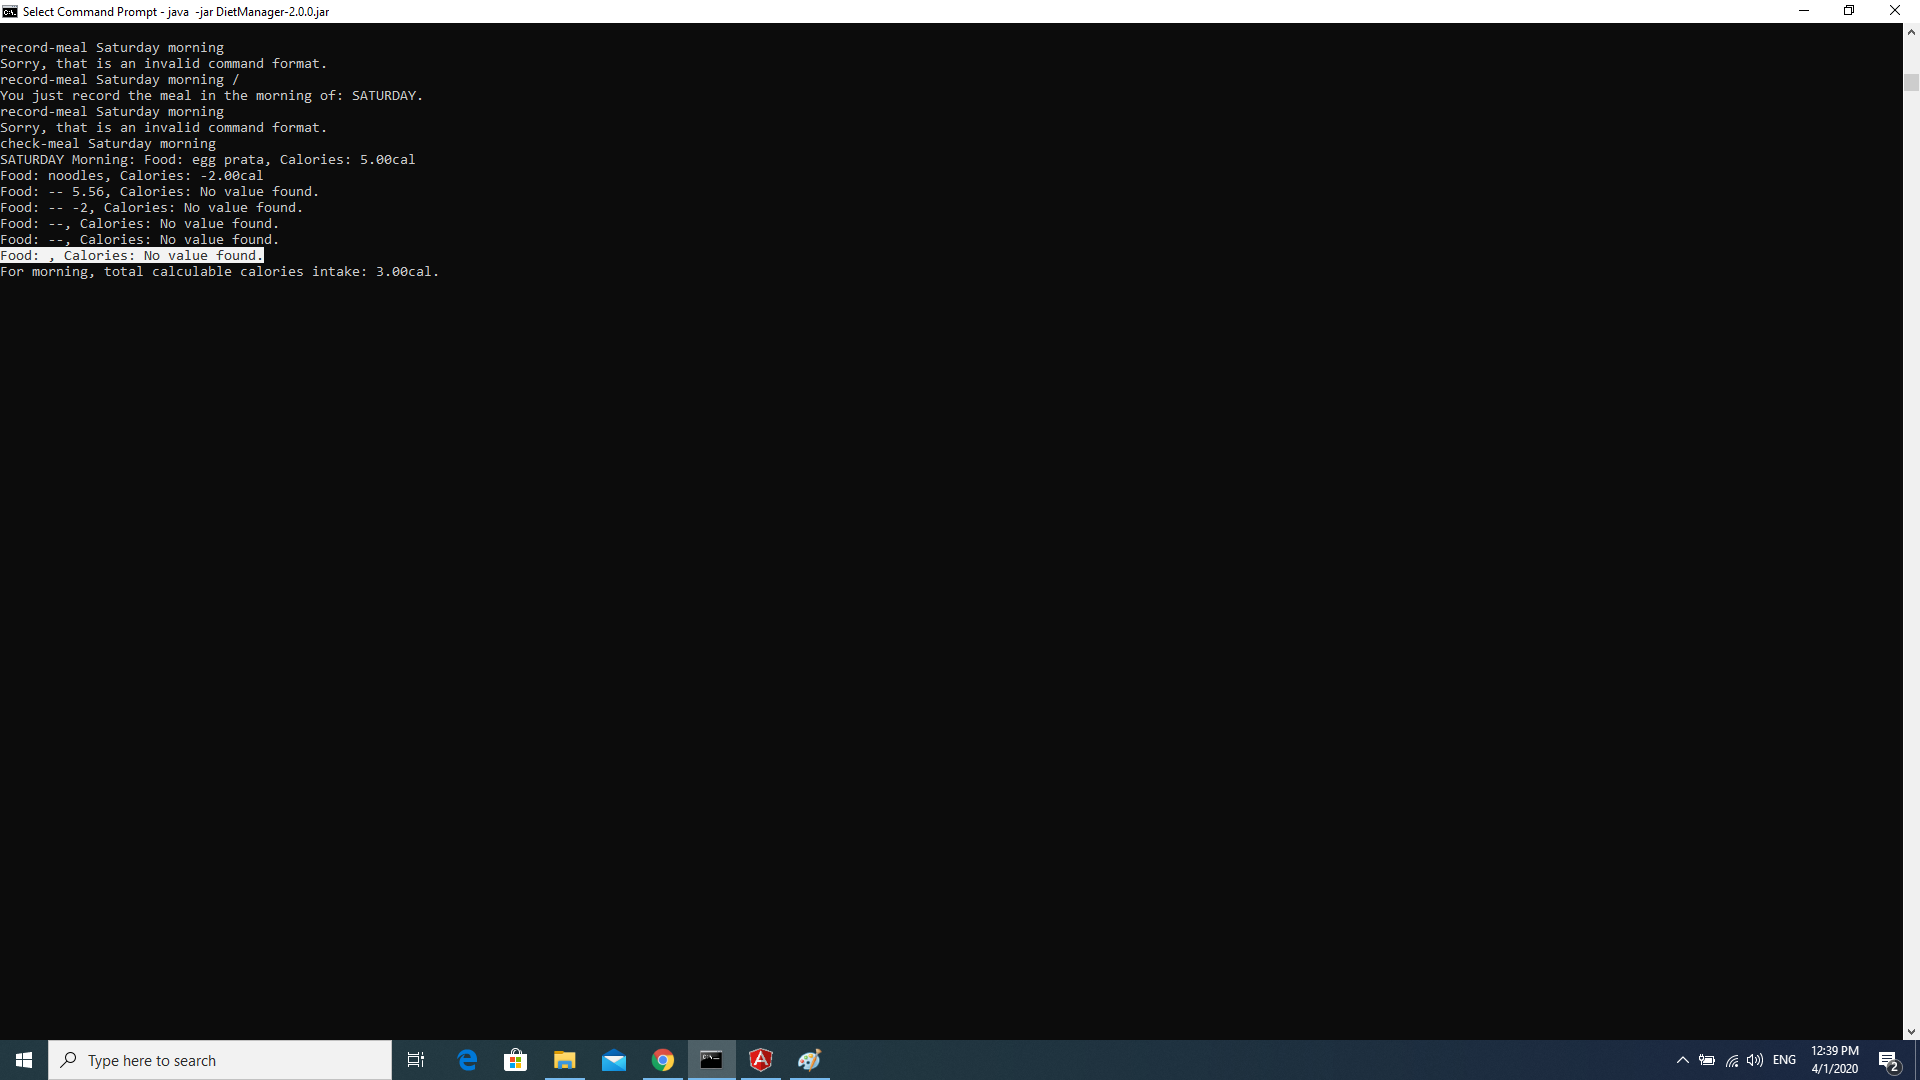 Select Command Prompt - java  -jar DietManager-2.0.0.jar
record-meal Saturday morning
Sorry, that is an invalid command format.
record-meal Saturday morning /
You just record the meal in the morning of: SATURDAY.
record-meal Saturday morning
Sorry, that is an invalid command format.
check-meal Saturday morning
SATURDAY Morning: Food: egg prata, Calories: 5.00cal
Food: noodles, Calories: -2.00cal
Food: -- 5.56, Calories: No value found.
Food: -- -2, Calories: No value found.
Food: --, Calories: No value found.
Food: --, Calories: No value found.
Food: , Calories: No value found.
For morning, total calculable calories intake: 3.00cal.
Type here to search
ENG
12:39 PM
4/1/2020
2